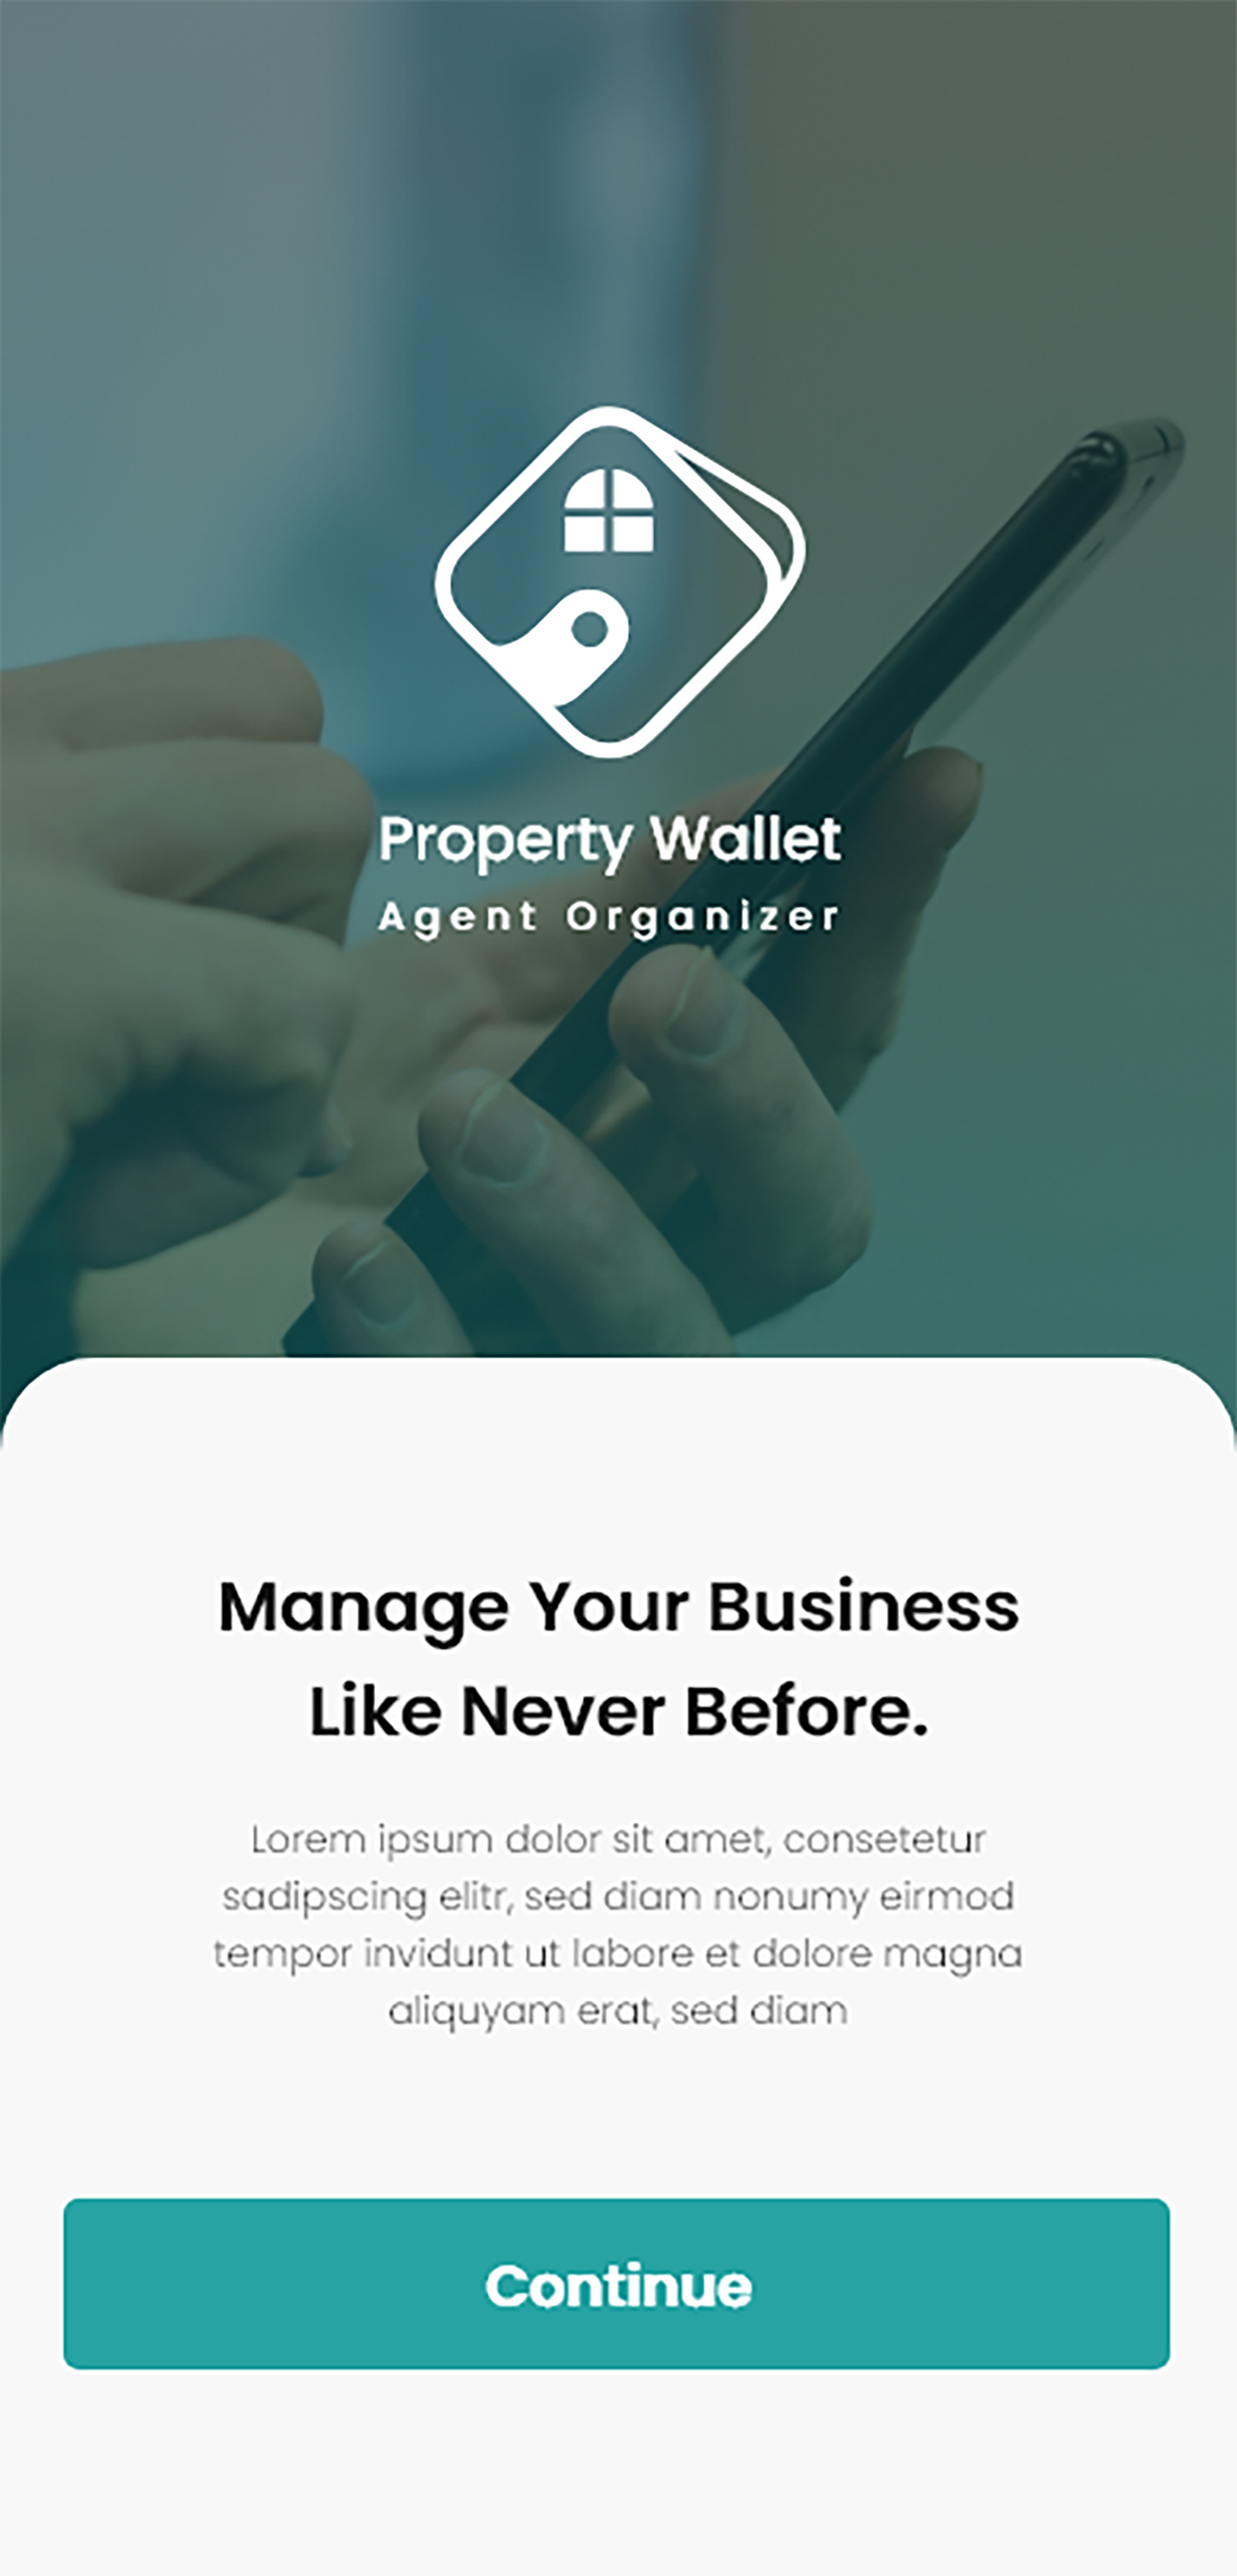 Property Wallet
Agent Organizer
Manage Your Business
Like Never Before.
Lorem ipsum dolor sit amet, consetetur
sadipscing elitr, sed diam nonumy eirmod
tempor invidunt ut labore et dolore magna
aliquyam erat, sed diam
Continue